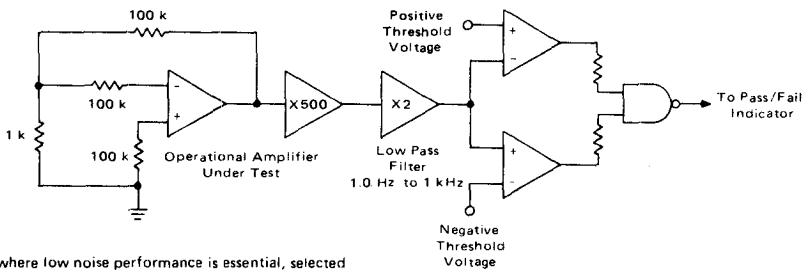 100 k
Positive
Threshold
Voltage
+
-
-
+
100 k
X500
X2
To Pass/Fail
Indicator
1 k
100 k
Operational Amplifier
Under Test
Low Pass
Filter
1.0 Hz to 1 kHz
+
-
Negative
Threshold
Voltage
where low noise performance is essential, selected